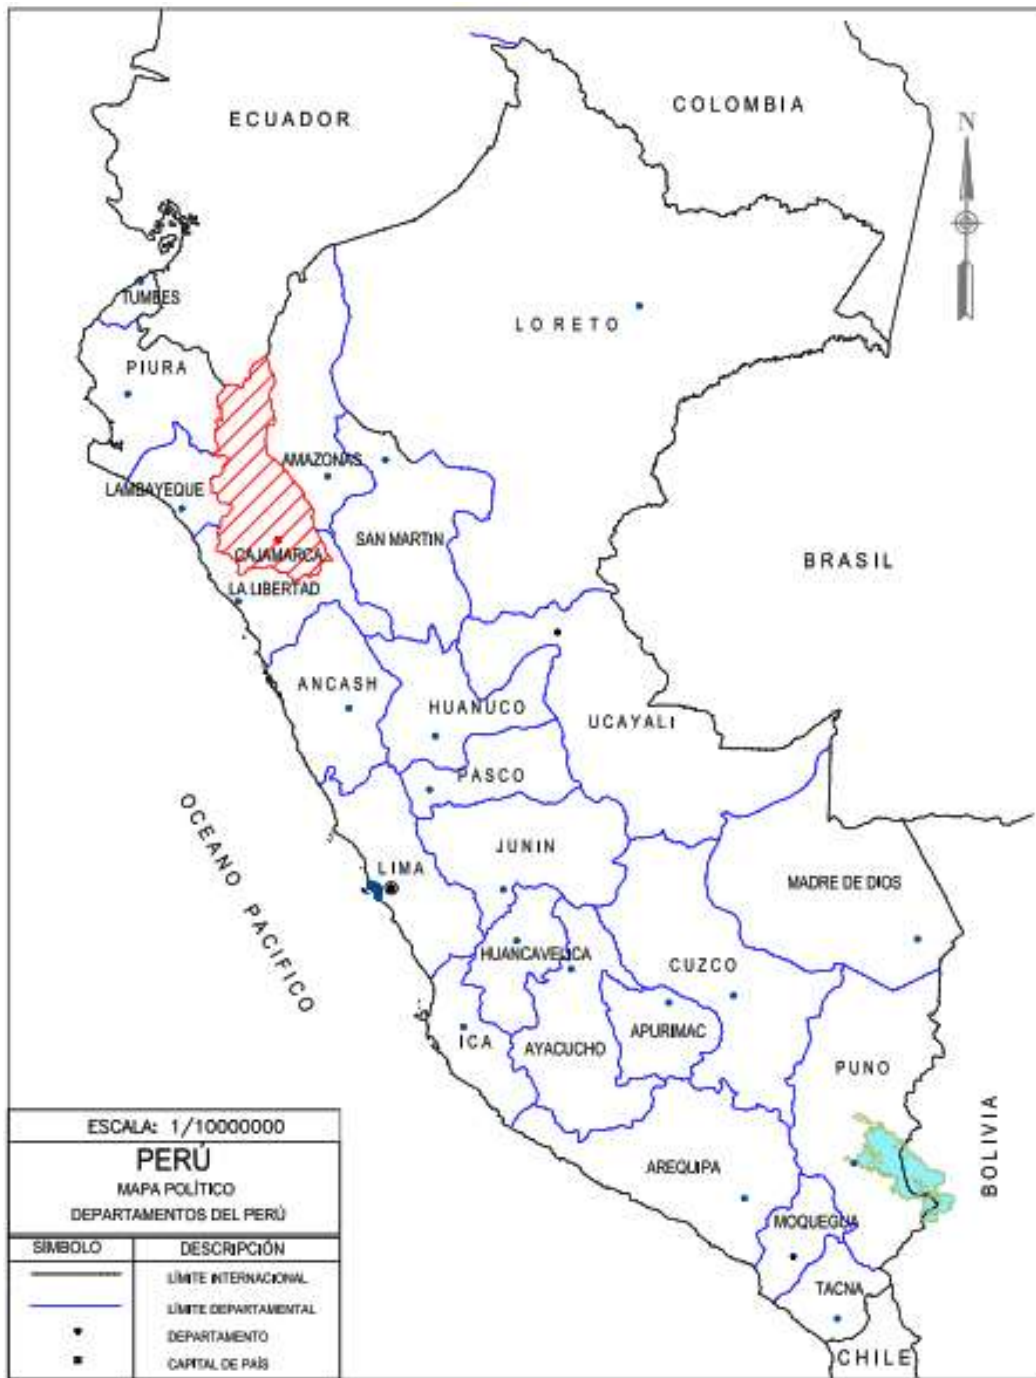 ECUADOR
COLOMBIA
N
TUMBES
LORETO
PIURA
AMAZONAS
LAMBAYEQUE
SAN MARTIN
CAJAMARCA
BRASIL
LA LIBERTAD
ANCASH
HUANUCO
UCAYALI
PASCO
OCEANO PACIFICO
JUNIN
LIMA
MADRE DE DIOS
HUANCAVELICA
CUZCO
APURIMAC
ICA
AYACUCHO
PUNO
BOLIVIA
AREQUIPA
MOQUEGUA
TACNA
CHILE
ESCALA: 1/10000000
PERÚ
MAPA POLÍTICO
DEPARTAMENTOS DEL PERÚ
SÍMBOLO DESCRIPCIÓN
LÍMITE INTERNACIONAL
LÍMITE DEPARTAMENTAL
DEPARTAMENTO
CAPITAL DE PAÍS